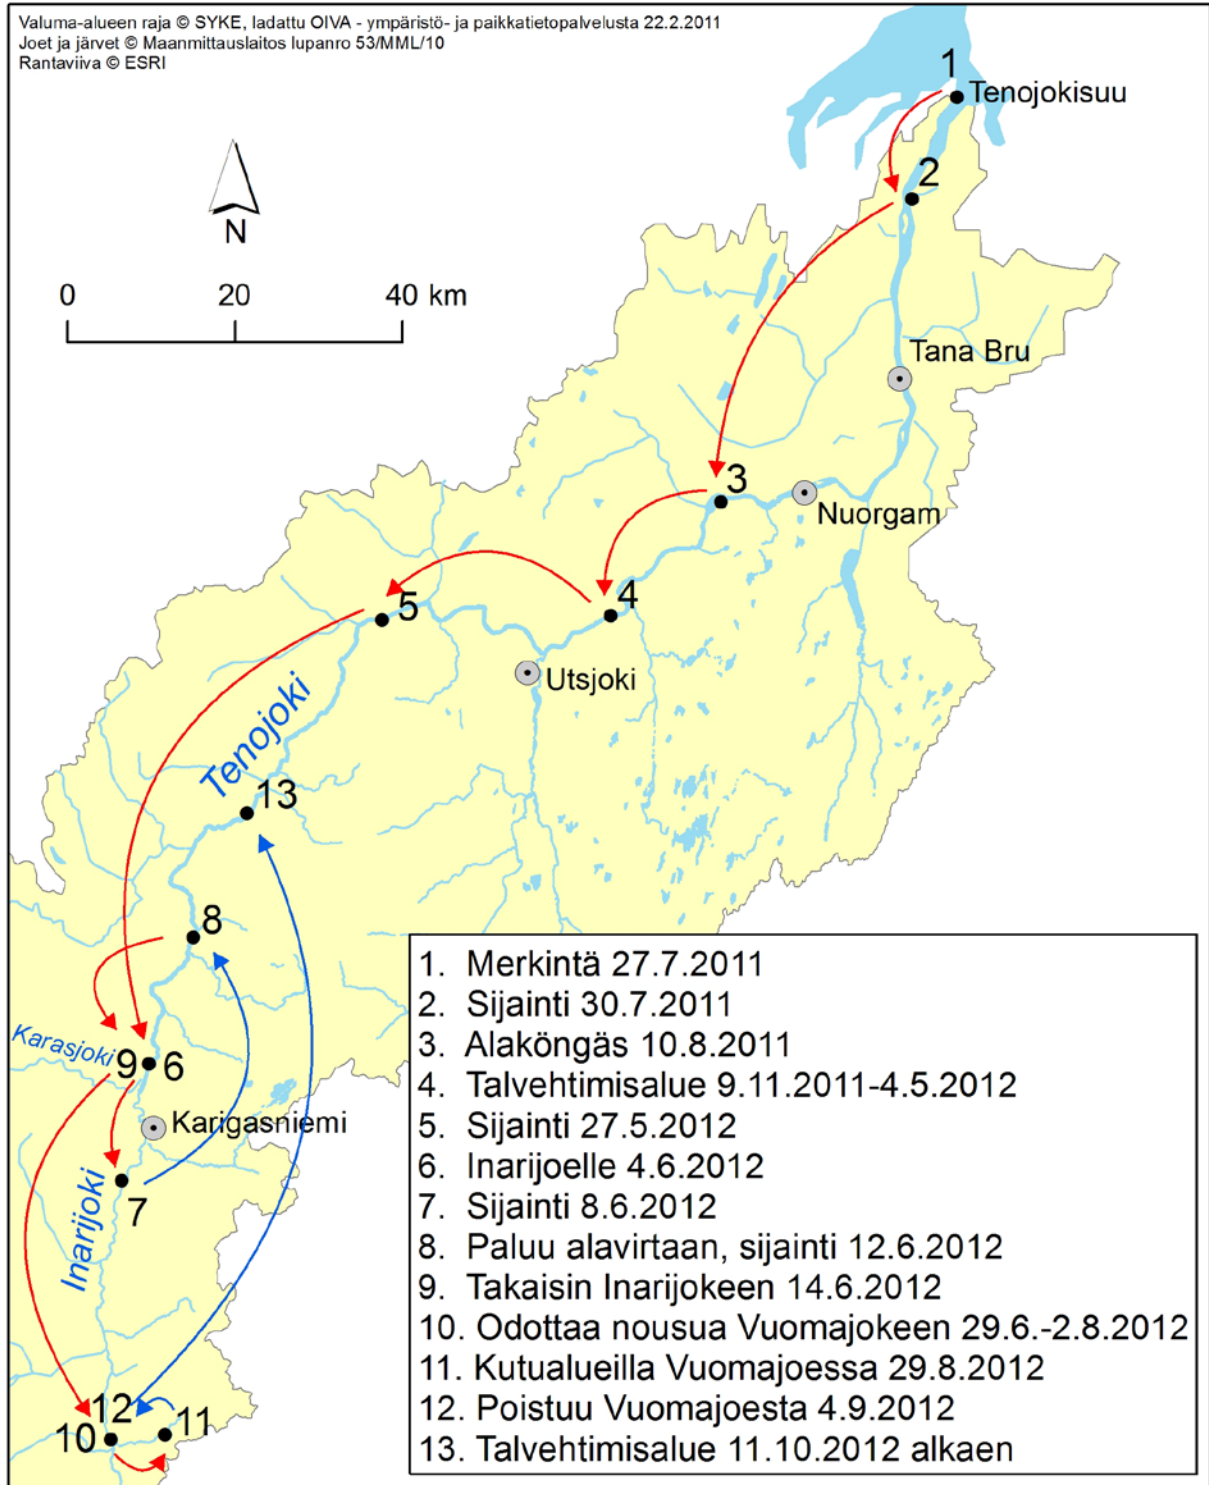 Valuma-alueen raja © SYKE, ladattu OIVA - ympäristö- ja paikkatietopalvelusta 22.2.2011
Joet ja järvet © Maanmittauslaitos lupanro 53/MML/10
Rantaviiva © ESRI
1
Tenojokisuu
2
N
0 20 40 km
Tana Bru
3
Nuorgam
4
5
Utsjoki
Tenojoki
13
8
Karasjoki
9 6
Karigasniemi
7
Inarijoki
12
11
10
1. Merkintä 27.7.2011
2. Sijainti 30.7.2011
3. Alaköngäs 10.8.2011
4. Talvehtimisalue 9.11.2011-4.5.2012
5. Sijainti 27.5.2012
6. Inarijoelle 4.6.2012
7. Sijainti 8.6.2012
8. Paluu alavirtaan, sijainti 12.6.2012
9. Takaisin Inarijokeen 14.6.2012
10. Odottaa nousua Vuomajokeen 29.6.-2.8.2012
11. Kutualueilla Vuomajoessa 29.8.2012
12. Poistuu Vuomajoesta 4.9.2012
13. Talvehtimisalue 11.10.2012 alkaen